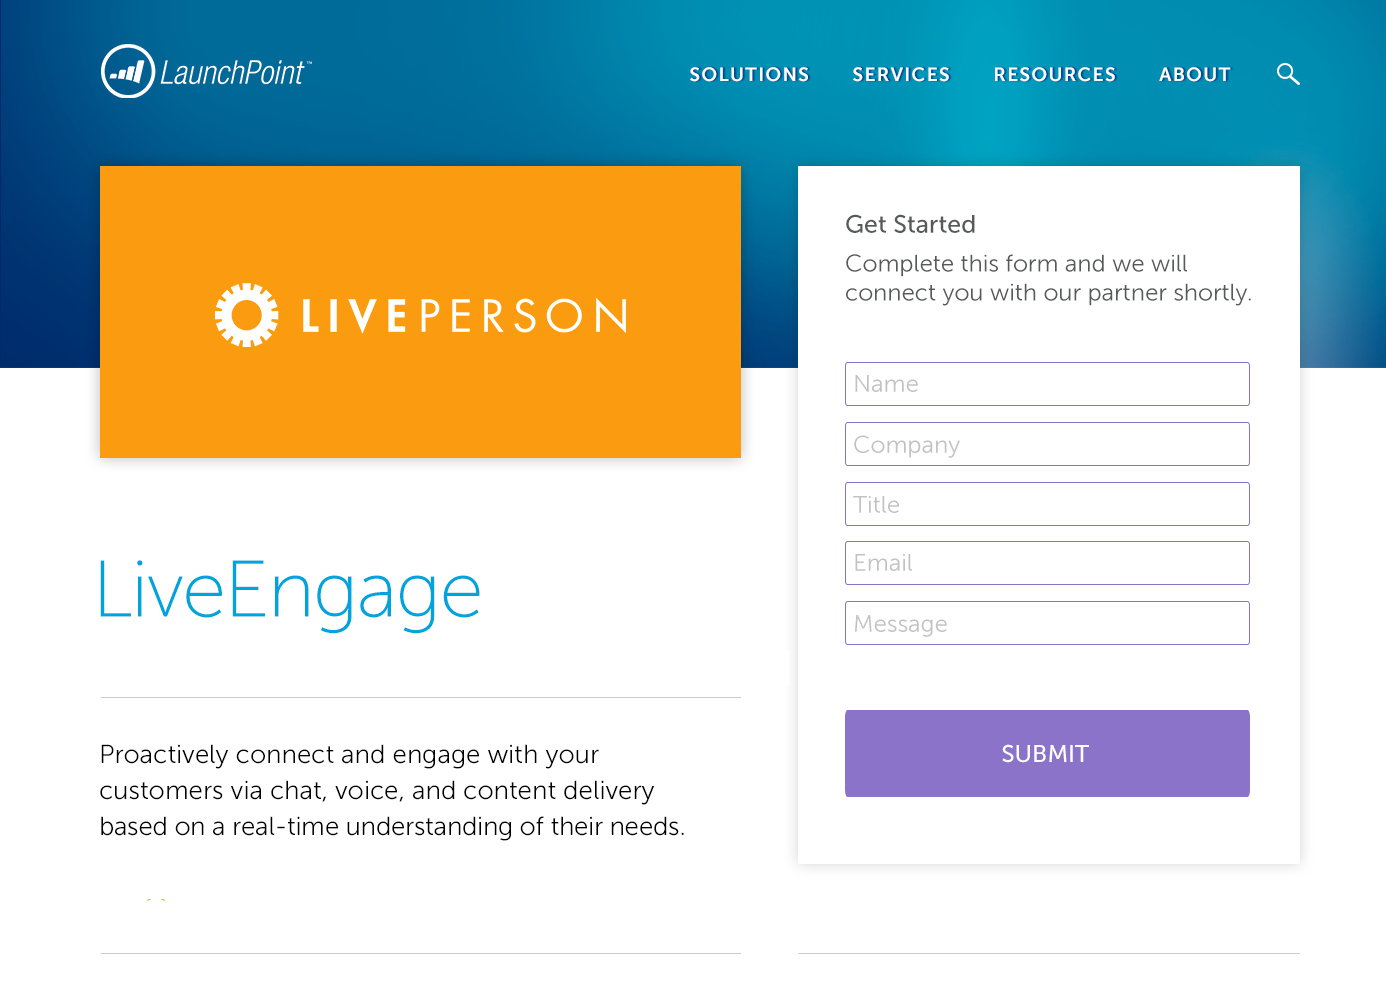 LaunchPoint™
SOLUTIONS SERVICES RESOURCES ABOUT
LIVEPERSON
LiveEngage
Proactively connect and engage with your
customers via chat, voice, and content delivery
based on a real-time understanding of their needs.
Get Started
Complete this form and we will
connect you with our partner shortly.
Name
Company
Title
Email
Message
SUBMIT